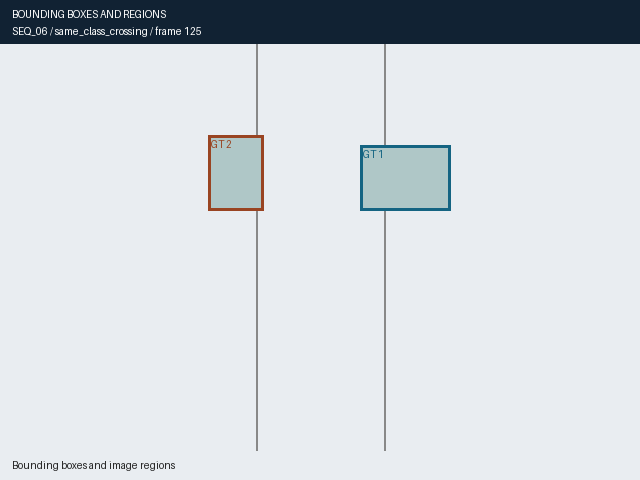 BOUNDING BOXES AND REGIONS
SEQ_06 / same_class_crossing / frame 125
GT2
GT1
Bounding boxes and image regions